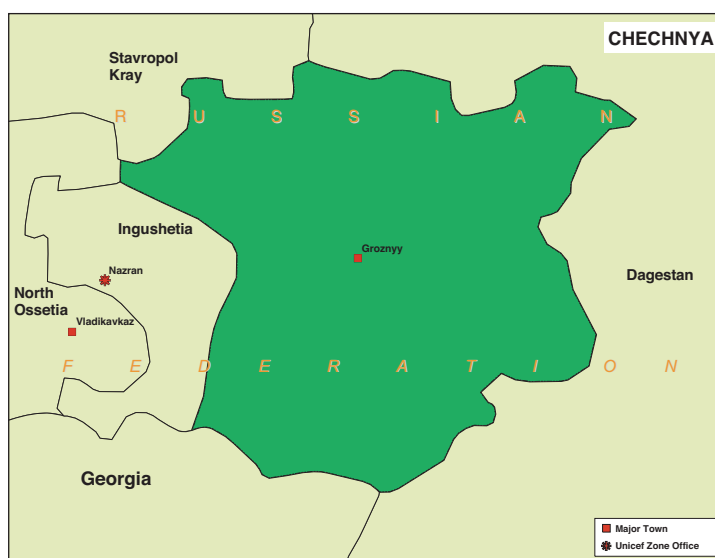 CHECHNYA
Stavropol
Kray
R U S S I A N
Ingushetia
Groznyy
Nazran
Dagestan
North
Ossetia
Vladikavkaz
F E D E R A T I O N
Georgia
Major Town
Unicef Zone Office